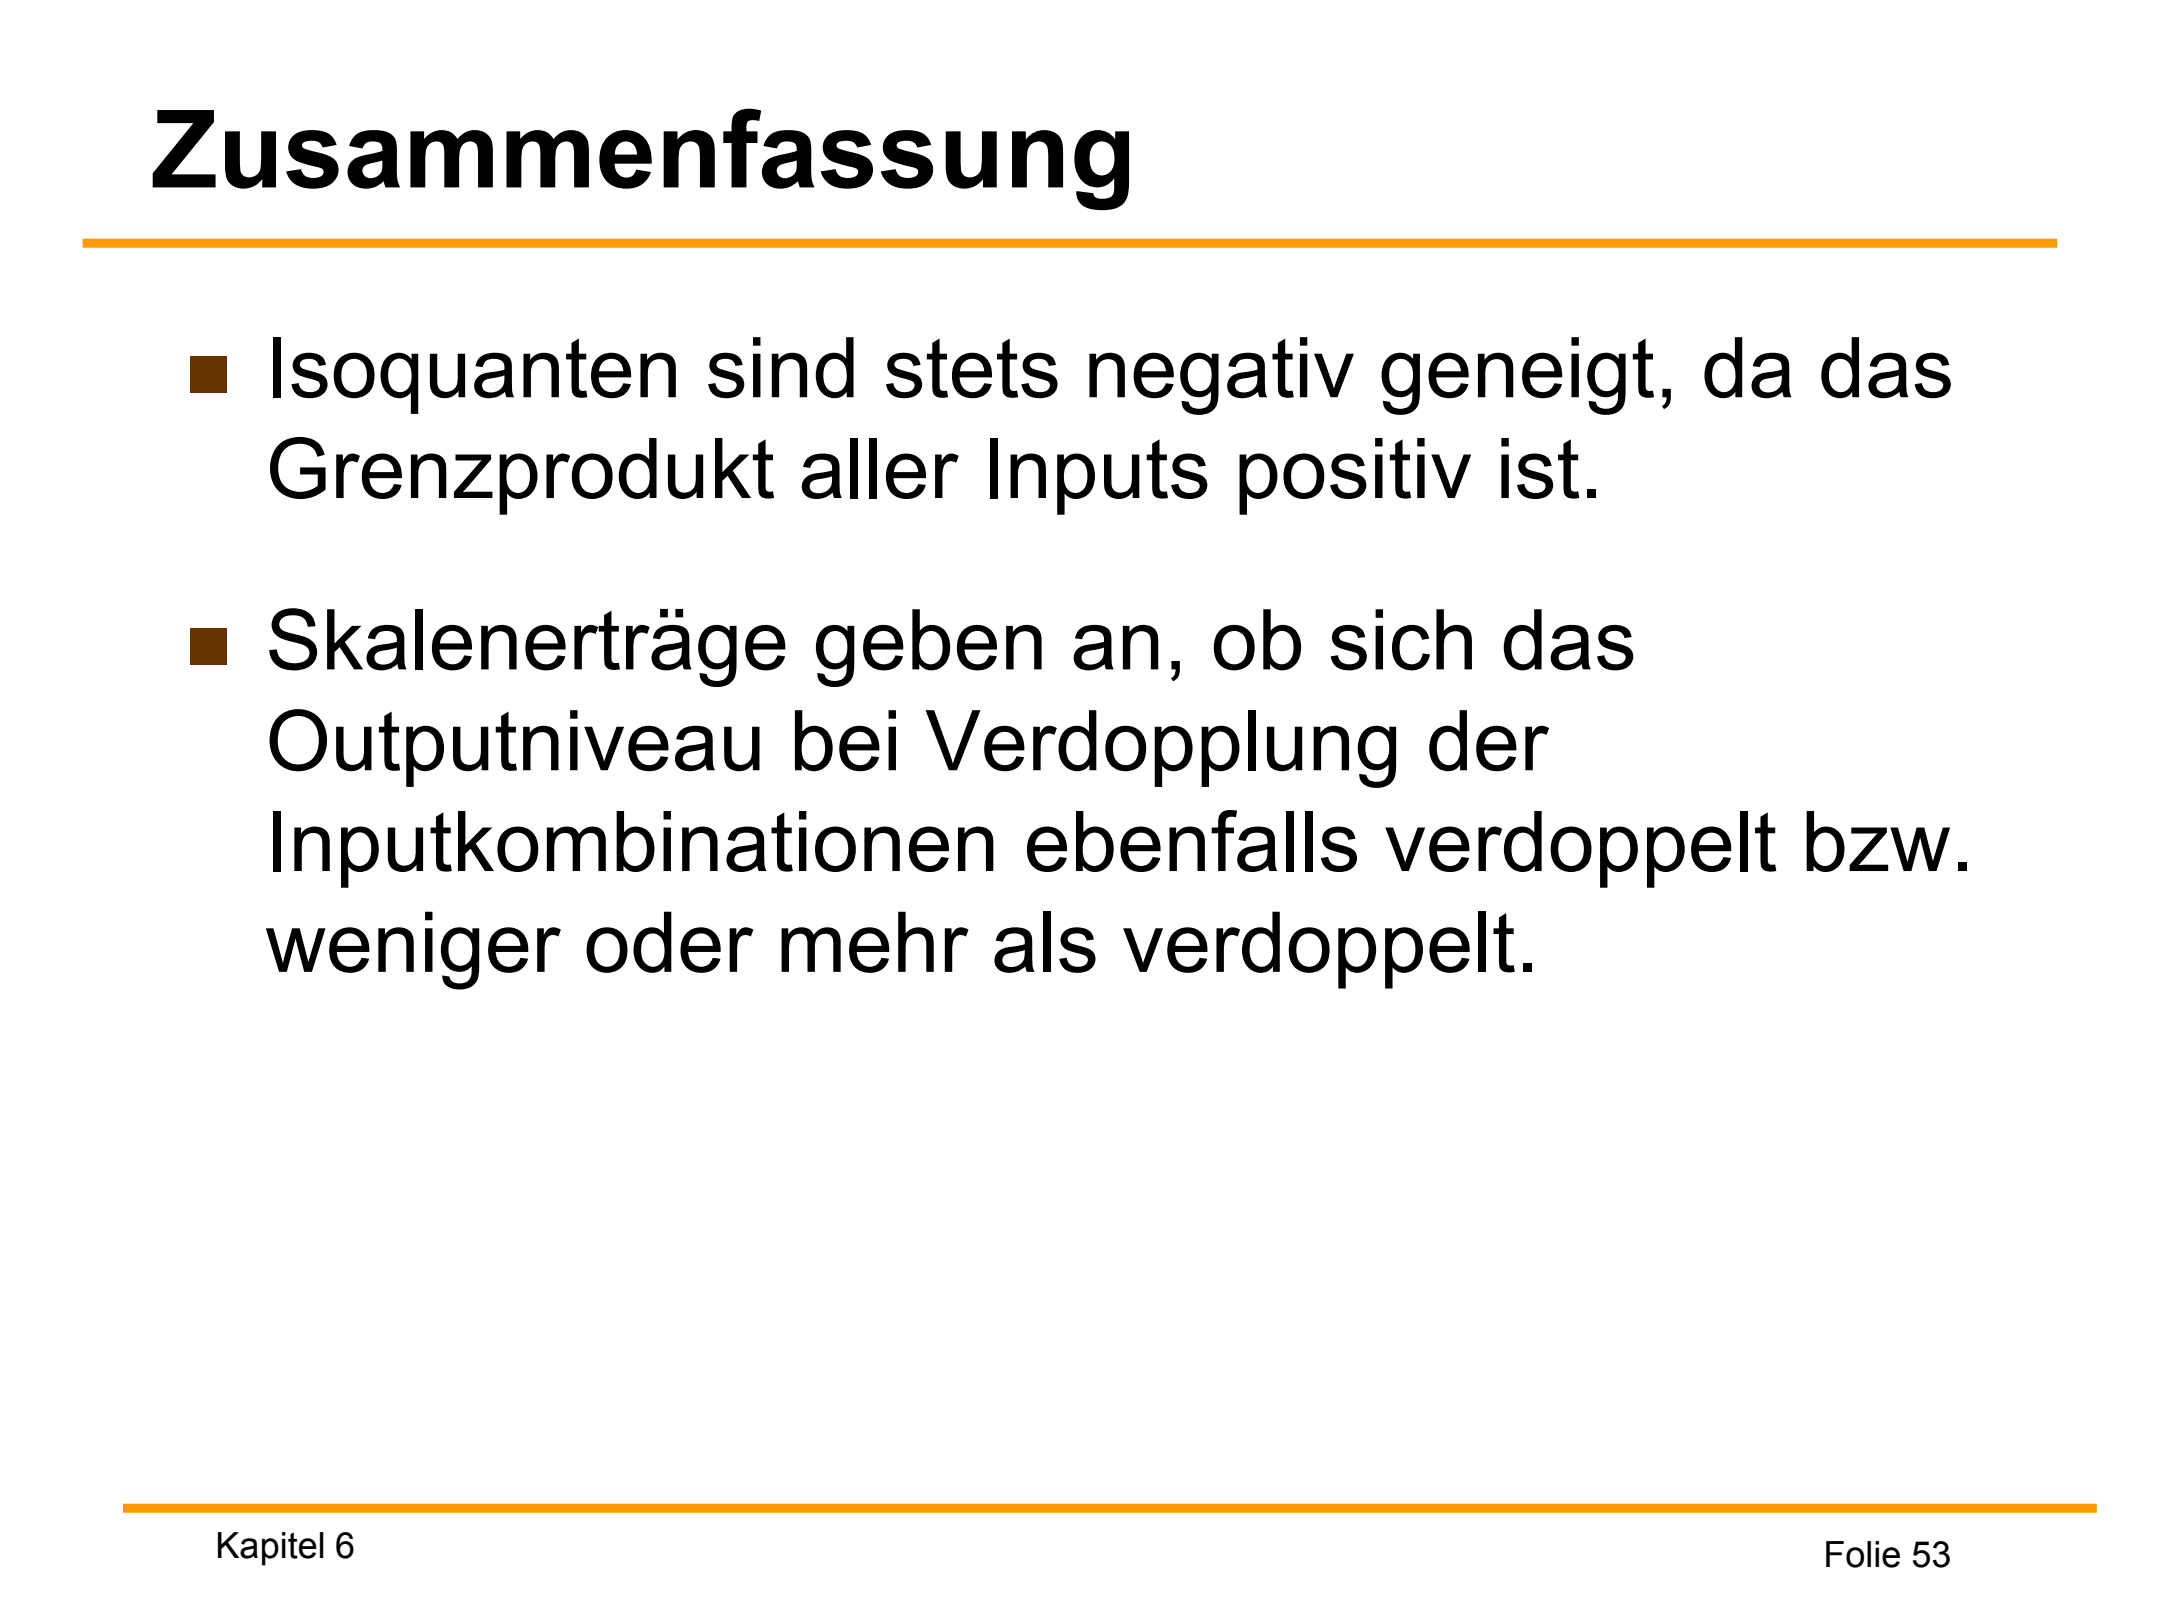 Zusammenfassung
Isoquanten sind stets negativ geneigt, da das
Grenzprodukt aller Inputs positiv ist.
Skalenerträge geben an, ob sich das
Outputniveau bei Verdopplung der
Inputkombinationen ebenfalls verdoppelt bzw.
weniger oder mehr als verdoppelt.
Kapitel 6
Folie 53